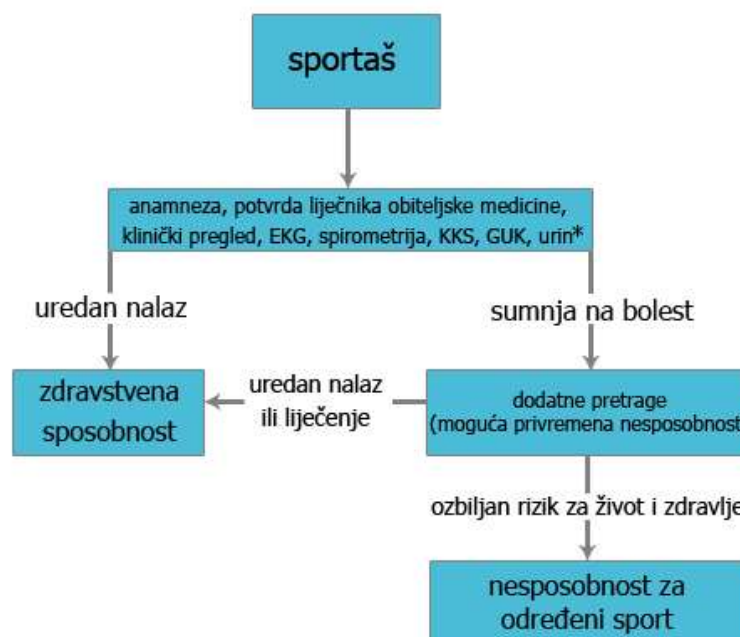 sportaš
anamneza, potvrda liječnika obiteljske medicine,
klinički pregled, EKG, spirometrija, KKS, GUK, urin*
uredan nalaz
sumnja na bolest
zdravstvena
sposobnost
uredan nalaz
ili liječenje
dodatne pretrage
(moguća privremena nesposobnost
ozbiljan rizik za život i zdravlje
nesposobnost za
određeni sport